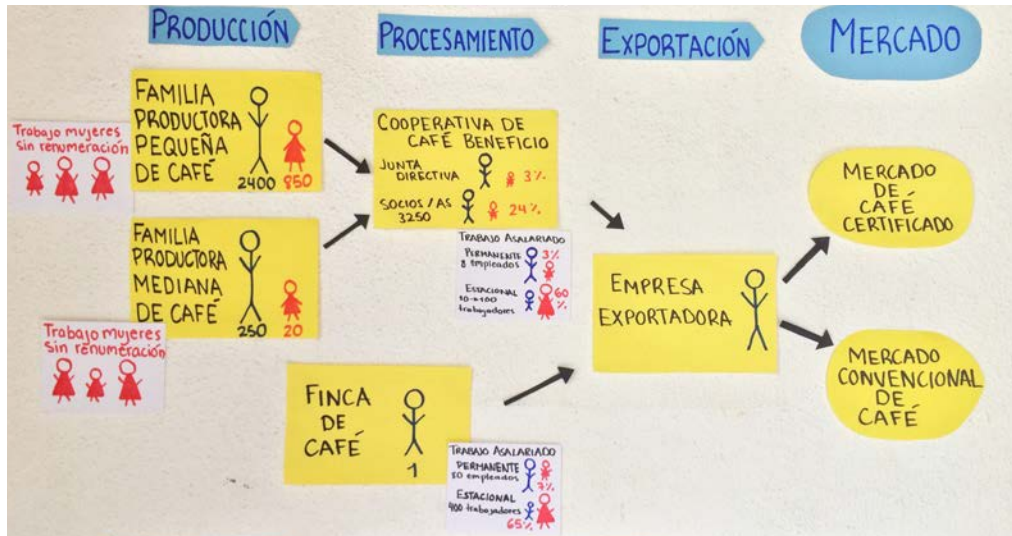 PRODUCCIÓN
PROCESAMIENTO
EXPORTACIÓN
MERCADO
Trabajo mujeres
sin renumeración
FAMILIA
PRODUCTORA
PEQUEÑA
DE CAFÉ
2400 850
FAMILIA
PRODUCTORA
MEDIANA
DE CAFÉ
250 20
Trabajo mujeres
Sin renumeración
FINCA
DE
CAFÉ
1
TRABAJO ASALARIADO
PERMANENTE
10 empleados
7%
ESTACIONAL
400 trabajadores
65%
COOPERATIVA DE
CAFÉ BENEFICIO
JUNTA
DIRECTIVA
3%
SOCIOS/AS
3250
24%
TRABAJO ASALARIADO
PERMANENTE 3%
8 empleados
ESTACIONAL 60
%
trabajadores
EMPRESA
EXPORTADORA
MERCADO
DE
CAFÉ
CERTIFICADO
MERCADO
CONVENCIONAL
DE
CAFÉ